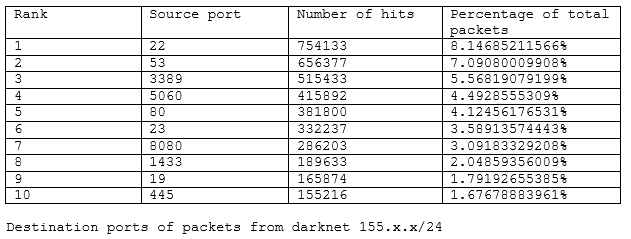 Rank Source port Number of hits Percentage of total packets
1 22 754133 8.14685211566%
2 53 656377 7.09080009908%
3 3389 515433 5.56819079199%
4 5060 415892 4.4928555309%
5 80 381800 4.12456176531%
6 23 332237 3.58913574443%
7 8080 286203 3.09183329208%
8 1433 189633 2.04859356009%
9 19 165874 1.79192655385%
10 445 155216 1.67678883961%
Destination ports of packets from darknet 155.x.x/24